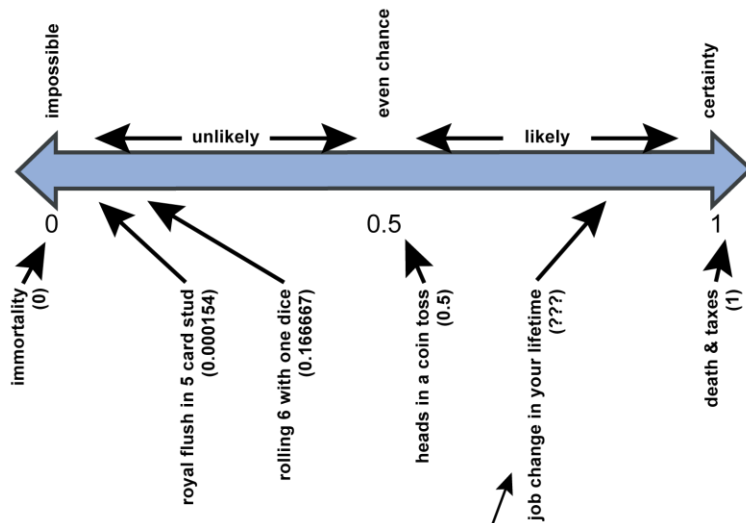 impossible
even chance
certainty
unlikely
likely
0
0.5
1
immortality
(0)
royal flush in 5 card stud
(0.000154)
rolling 6 with one dice
(0.166667)
heads in a coin toss
(0.5)
job change in your lifetime
(???)
death & taxes
(1)